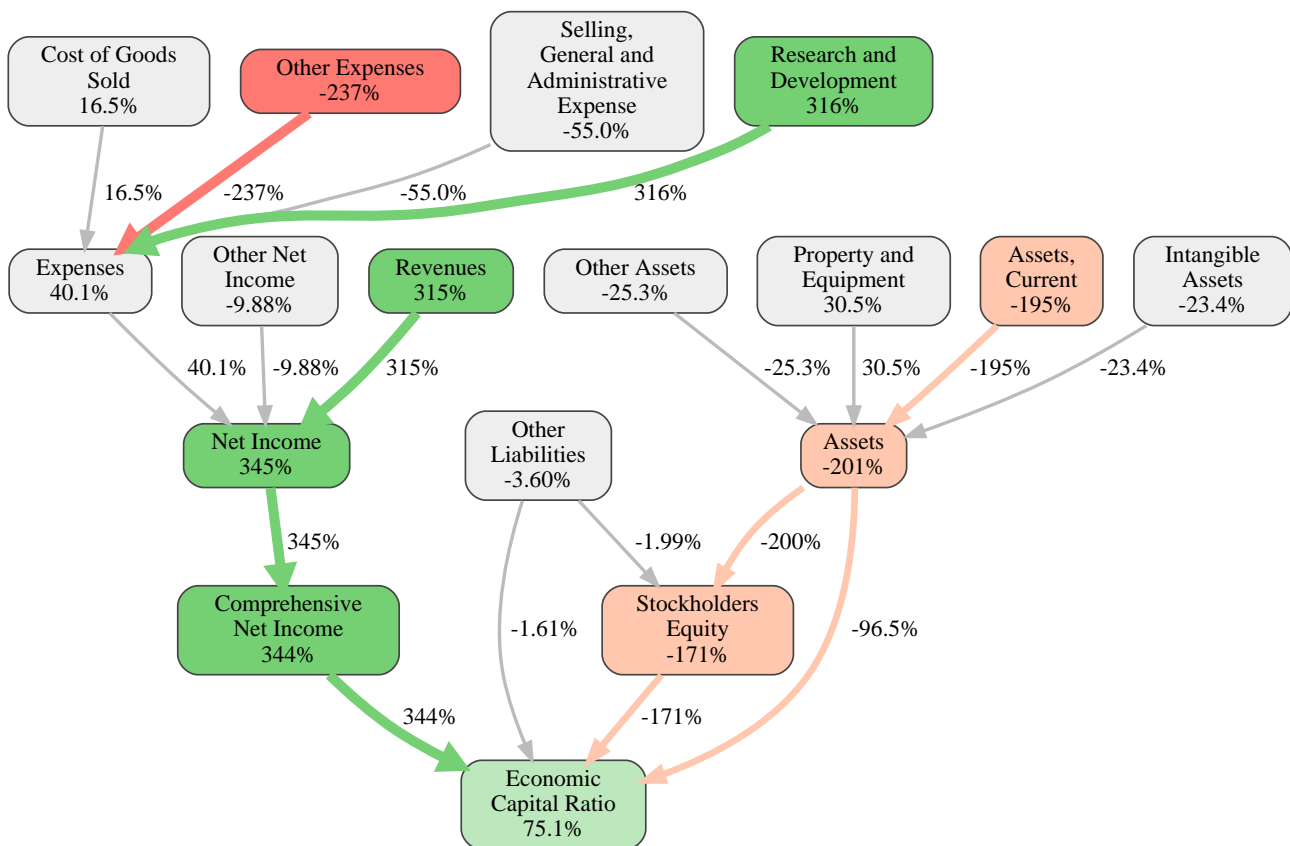 Cost of Goods
Sold
16.5%
Other Expenses
-237%
Selling,
General and
Administrative
Expense
-55.0%
Research and
Development
316%
16.5%
-237%
-55.0%
316%
Expenses
40.1%
Other Net
Income
-9.88%
Revenues
315%
Other Assets
-25.3%
Property and
Equipment
30.5%
Assets,
Current
-195%
Intangible
Assets
-23.4%
40.1%
-9.88%
315%
-25.3%
30.5%
-195%
-23.4%
Net Income
345%
Other
Liabilities
-3.60%
Assets
-201%
345%
-1.99%
-200%
Comprehensive
Net Income
344%
-1.61%
Stockholders
Equity
-171%
-96.5%
344%
-171%
Economic
Capital Ratio
75.1%